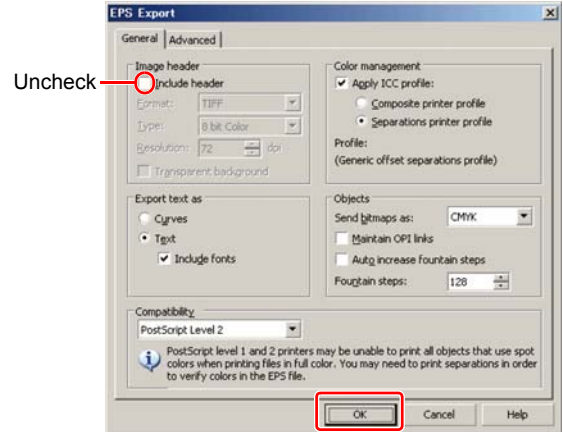 EPS Export
General Advanced
Uncheck
Image header
Include header
Format: TIFF
Type: 8 bit Color
Resolution: 72 dpi
Transparent background
Color management
Apply ICC profile:
Composite printer profile
Separations printer profile
Profile:
(Generic offset separations profile)
Export text as
Curves
Text
Include fonts
Objects
Send bitmaps as: CMYK
Maintain OPI links
Auto increase fountain steps
Fountain steps: 128
Compatibility
PostScript Level 2
PostScript level 1 and 2 printers may be unable to print all objects that use spot
colors when printing files in full color. You may need to print separations in order
to verify colors in the EPS file.
OK Cancel Help